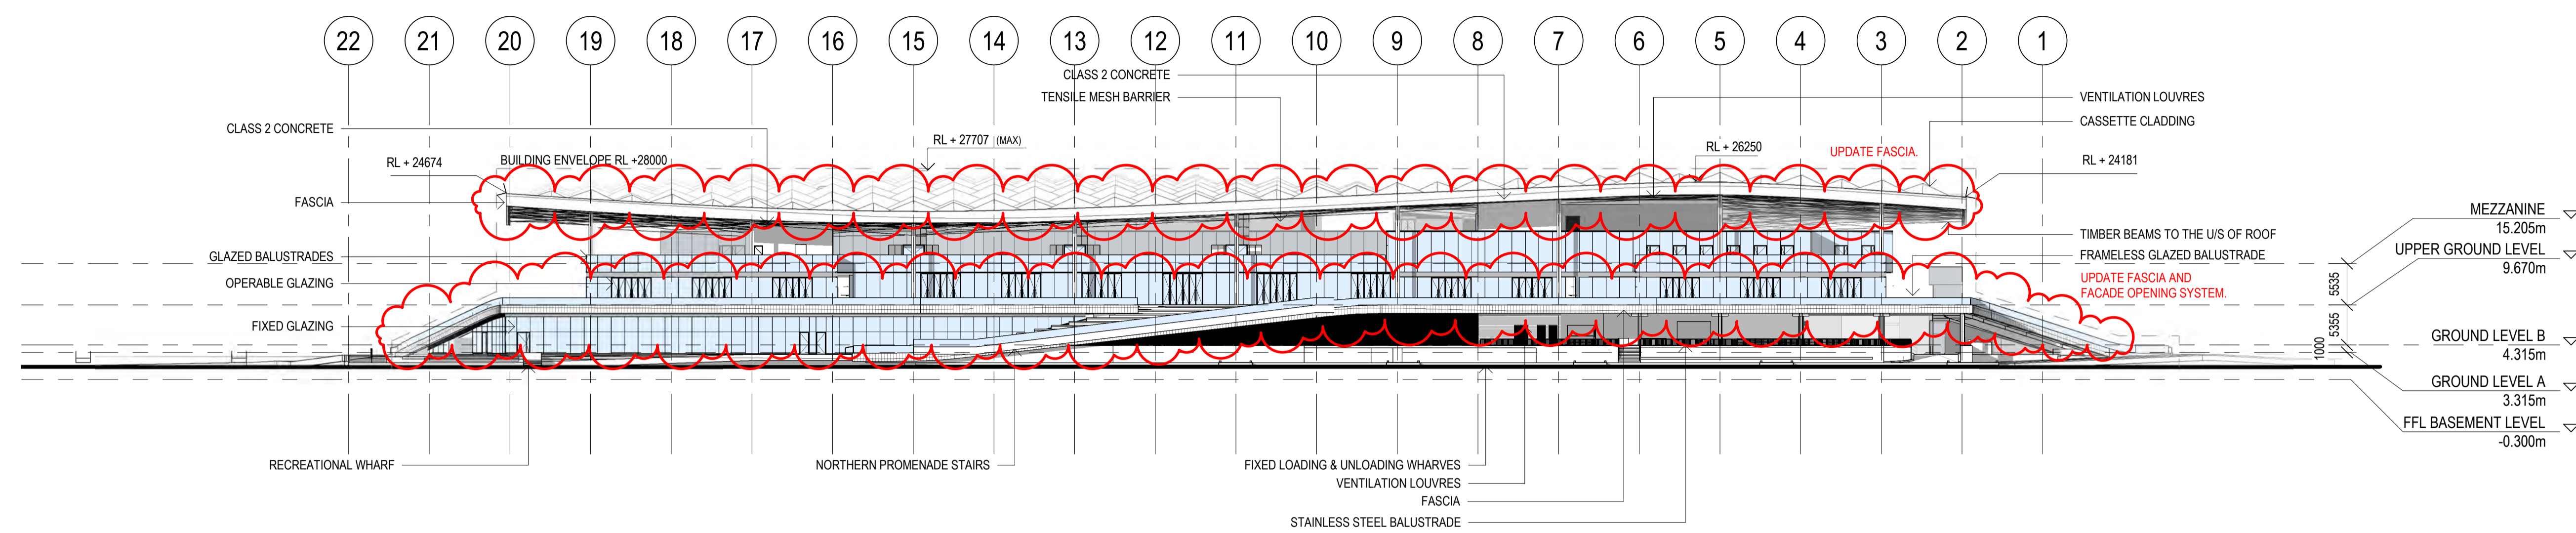 22 21 20 19 18 17 16 15 14 13 12 11 10 9 8 7 6 5 4 3 2 1
CLASS 2 CONCRETE
TENSILE MESH BARRIER
VENTILATION LOUVRES
CASSETTE CLADDING
CLASS 2 CONCRETE
RL + 27707 (MAX)
RL + 26250
UPDATE FASCIA.
RL + 24674
BUILDING ENVELOPE RL +28000
RL + 24181
FASCIA
MEZZANINE
15.205m
TIMBER BEAMS TO THE U/S OF ROOF
UPPER GROUND LEVEL
9.670m
GLAZED BALUSTRADES
FRAMELESS GLAZED BALUSTRADE
OPERABLE GLAZING
UPDATE FASCIA AND
FACADE OPENING SYSTEM.
5535
FIXED GLAZING
5355
1000
GROUND LEVEL B
4.315m
GROUND LEVEL A
3.315m
FFL BASEMENT LEVEL
-0.300m
RECREATIONAL WHARF
NORTHERN PROMENADE STAIRS
FIXED LOADING & UNLOADING WHARVES
VENTILATION LOUVRES
FASCIA
STAINLESS STEEL BALUSTRADE